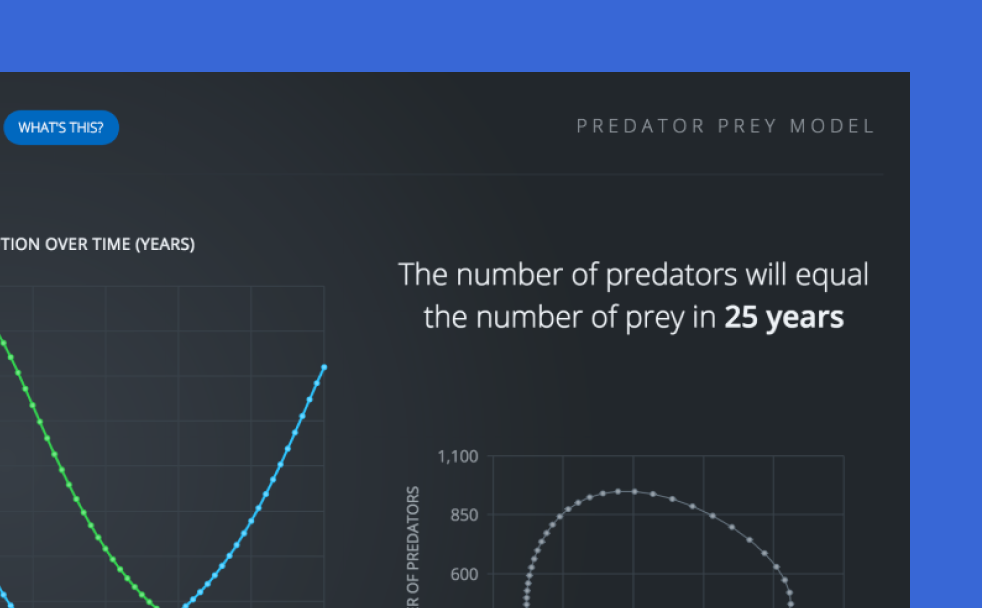 WHAT'S THIS?
PREDATOR PREY MODEL
TION OVER TIME (YEARS)
The number of predators will equal
the number of prey in 25 years
1,100
850
600
ER OF PREDATORS